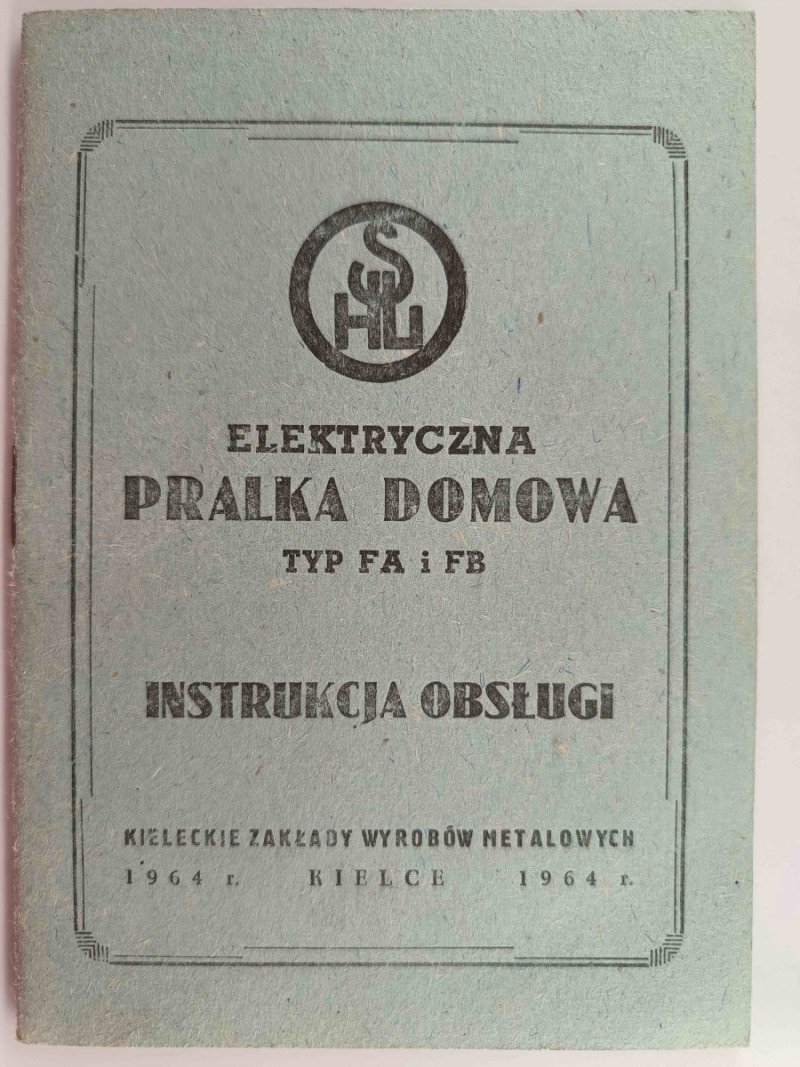 SHL
ELEKTRYCZNA
PRALKA DOMOWA
TYP FA i FB
INSTRUKCJA OBSŁUGI
KIELECKIE ZAKŁADY WYROBÓW METALOWYCH
1964 r. KIELCE 1964 r.